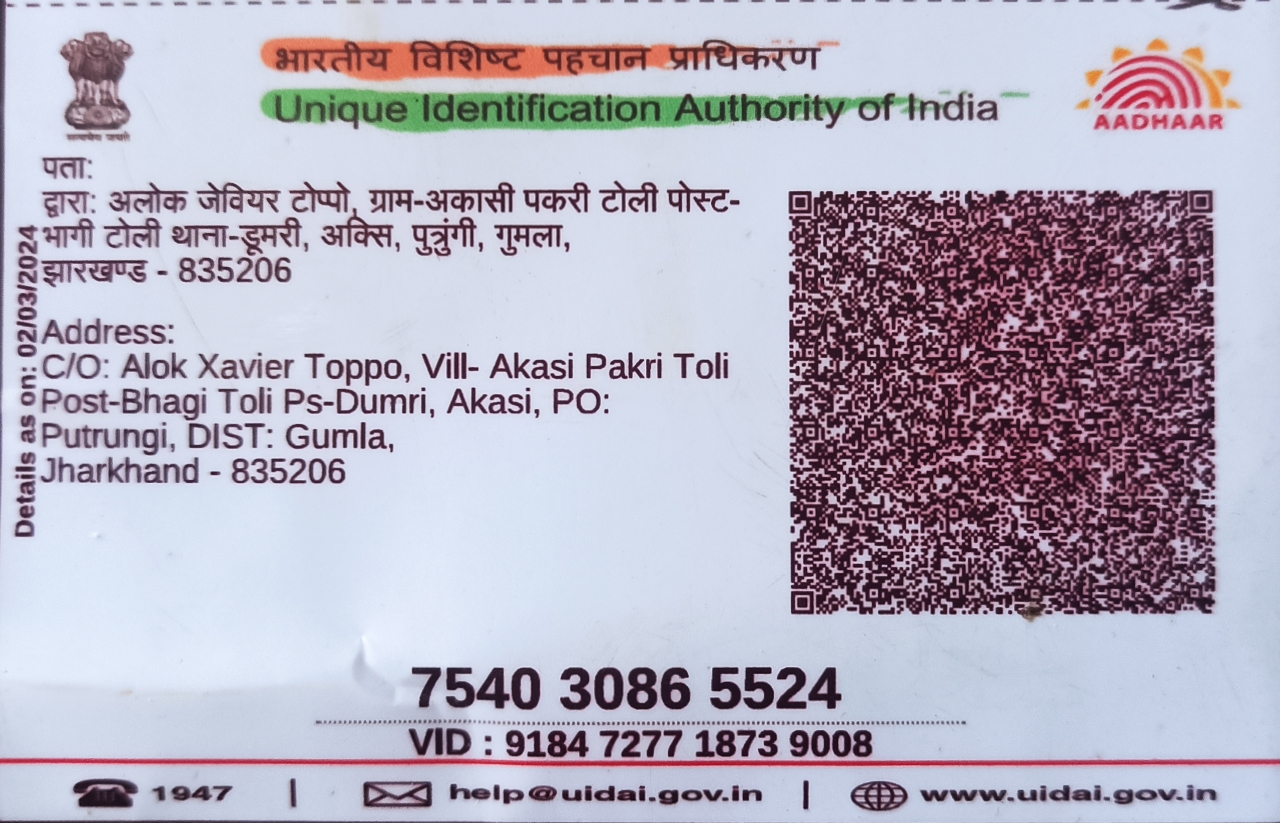 भारतीय विशिष्ट पहचान प्राधिकरण
Unique Identification Authority of India
AADHAAR
सत्यमेव जयते
पता:
द्वारा: अलोक जेवियर टोप्पो, ग्राम-अकासी पकरी टोली पोस्ट-
भागी टोली थाना-डूमरी, अक्सि, पुत्रुंगी, गुमला,
झारखण्ड - 835206
Details as on: 02/03/2024
Address:
C/O: Alok Xavier Toppo, Vill- Akasi Pakri Toli
Post-Bhagi Toli Ps-Dumri, Akasi, PO:
Putrungi, DIST: Gumla,
Jharkhand - 835206
7540 3086 5524
VID : 9184 7277 1873 9008
1947 | help@uidai.gov.in | www.uidai.gov.in